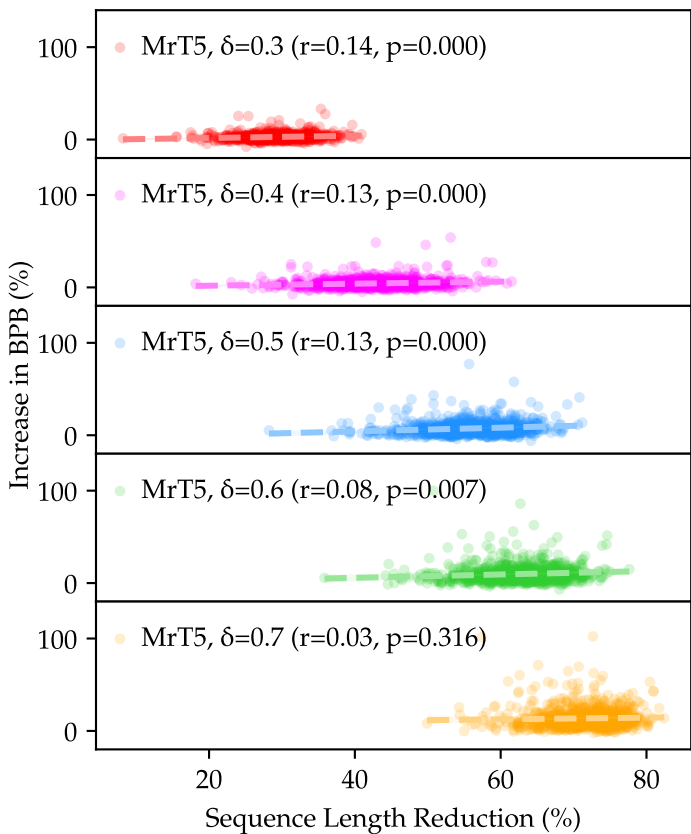 100
MrT5, δ=0.3 (r=0.14, p=0.000)
0
100
MrT5, δ=0.4 (r=0.13, p=0.000)
0
Increase in BPB (%)
100
MrT5, δ=0.5 (r=0.13, p=0.000)
0
100
MrT5, δ=0.6 (r=0.08, p=0.007)
0
100
MrT5, δ=0.7 (r=0.03, p=0.316)
0
20 40 60 80
Sequence Length Reduction (%)